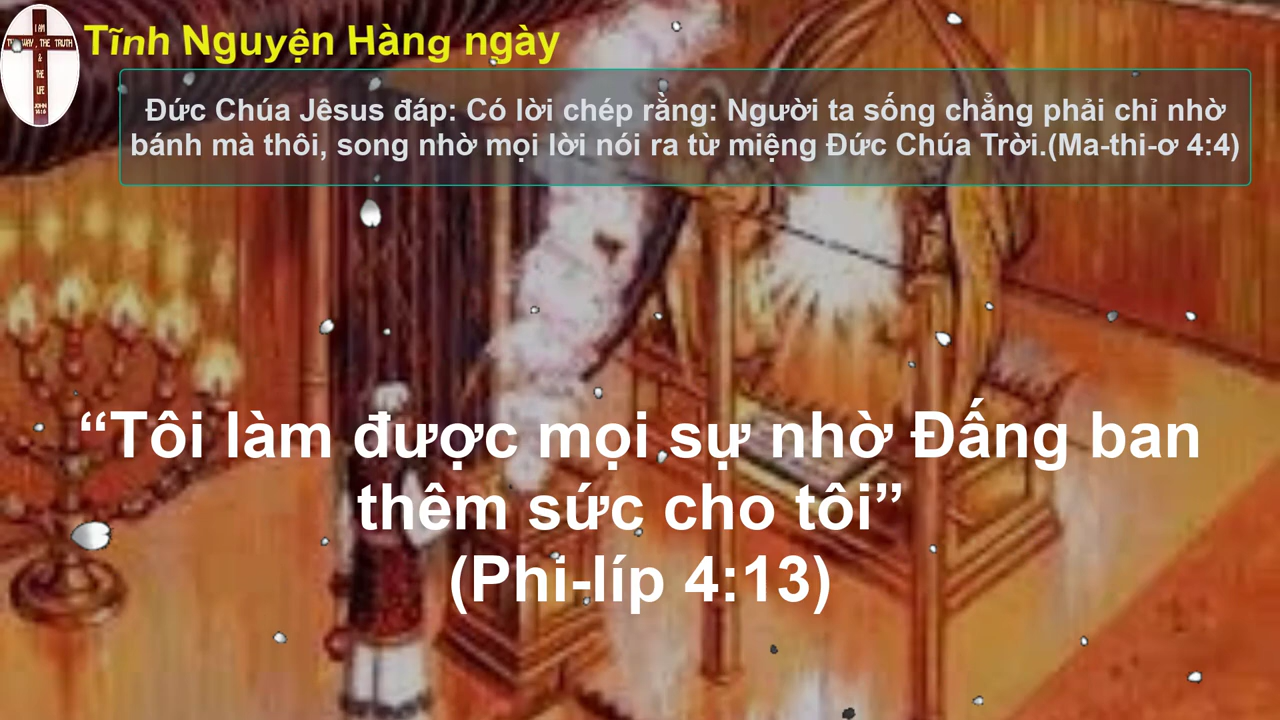 Tĩnh Nguyện Hàng ngày
I AM
THE WAY, THE TRUTH
&
THE
LIFE
JOHN
14:16
Đức Chúa Jêsus đáp: Có lời chép rằng: Người ta sống chẳng phải chỉ nhờ
bánh mà thôi, song nhờ mọi lời nói ra từ miệng Đức Chúa Trời.(Ma-thi-ơ 4:4)
“Tôi làm được mọi sự nhờ Đấng ban
thêm sức cho tôi”
(Phi-líp 4:13)